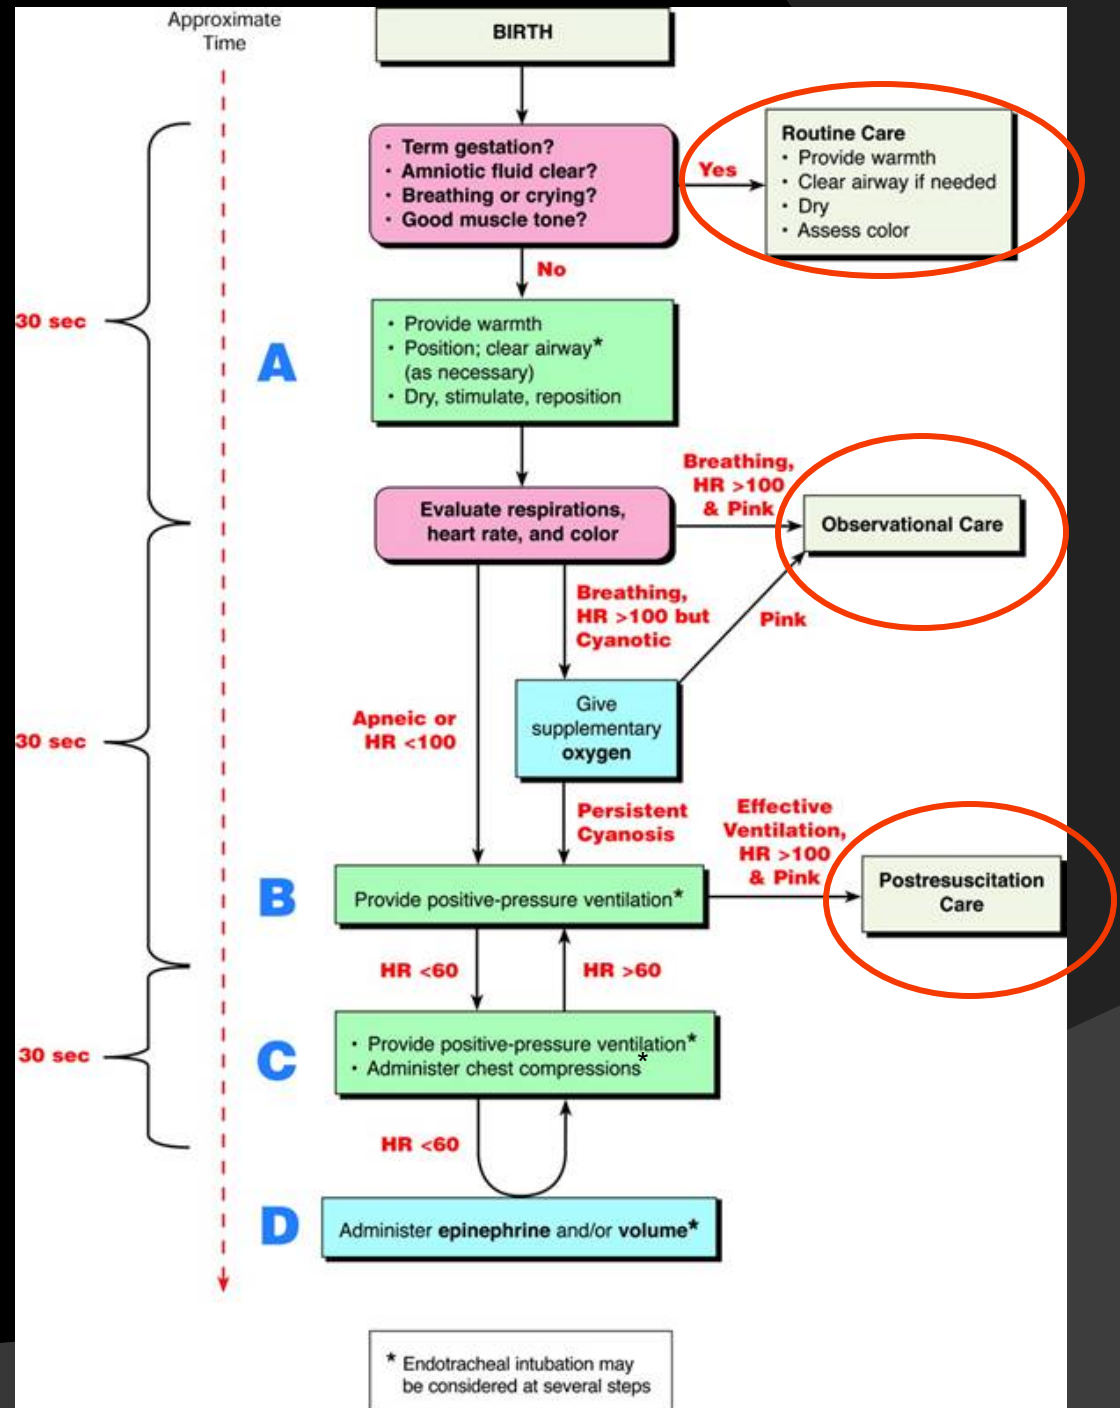 Approximate
Time
BIRTH
· Term gestation?
· Amniotic fluid clear?
· Breathing or crying?
· Good muscle tone?
Yes
Routine Care
· Provide warmth
· Clear airway if needed
· Dry
· Assess color
No
30 sec
A
· Provide warmth
· Position; clear airway*
(as necessary)
· Dry, stimulate, reposition
Evaluate respirations,
heart rate, and color
Breathing,
HR >100
& Pink
Observational Care
Breathing,
HR >100 but
Cyanotic
Pink
30 sec
Apneic or
HR <100
Give
supplementary
oxygen
Persistent
Cyanosis
B
Provide positive-pressure ventilation*
Effective
Ventilation,
HR >100
& Pink
Postresuscitation
Care
HR <60
HR >60
30 sec
C
· Provide positive-pressure ventilation*
· Administer chest compressions*
HR <60
D
Administer epinephrine and/or volume*
* Endotracheal intubation may
be considered at several steps